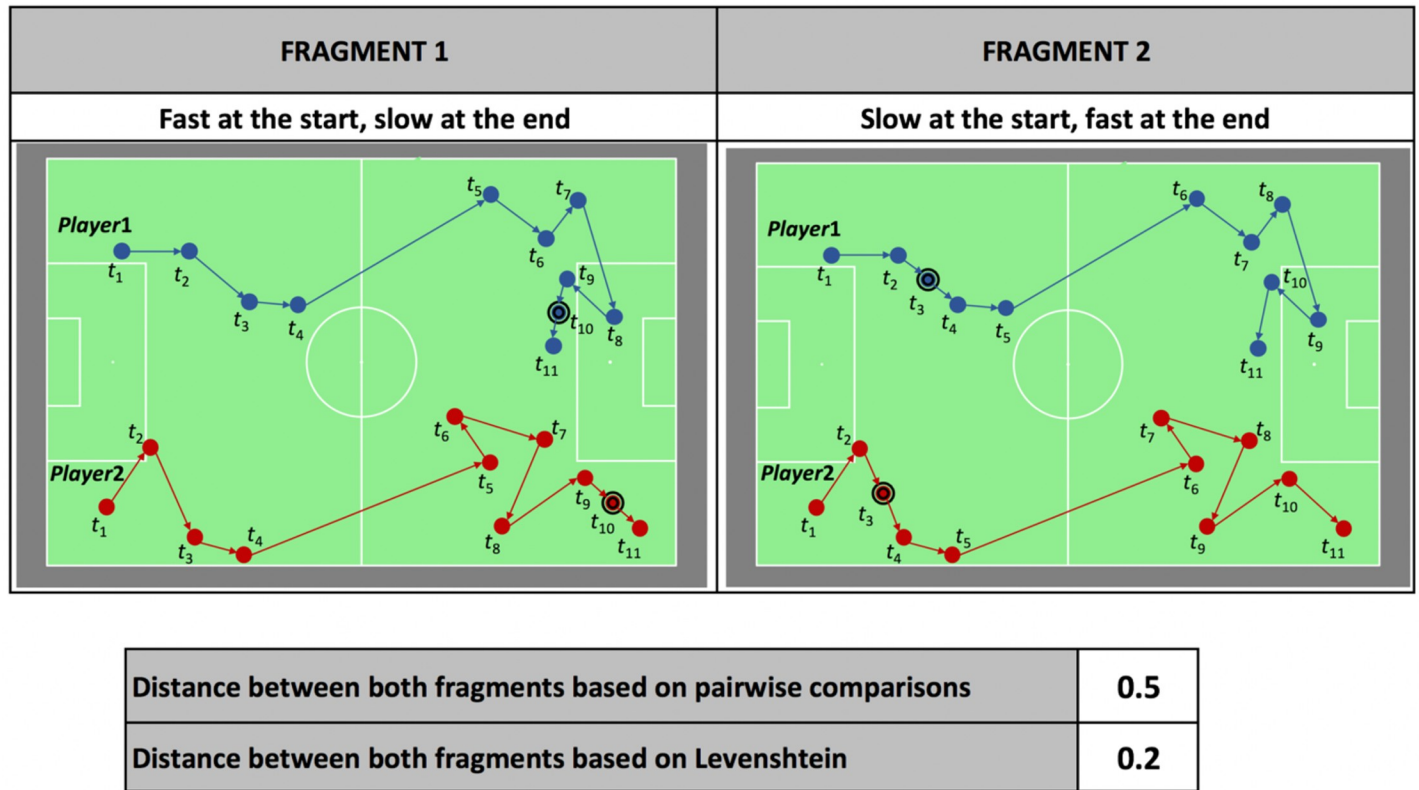 FRAGMENT 1
FRAGMENT 2
Fast at the start, slow at the end
Slow at the start, fast at the end
Player1
t1
t2
t3
t4
t5
t6
t7
t8
t9
t10
t11
Player2
t1
t2
t3
t4
t5
t6
t7
t8
t9
t10
t11
Player1
t1
t2
t3
t4
t5
t6
t7
t8
t9
t10
t11
Player2
t1
t2
t3
t4
t5
t6
t7
t8
t9
t10
t11
Distance between both fragments based on pairwise comparisons 0.5
Distance between both fragments based on Levenshtein 0.2